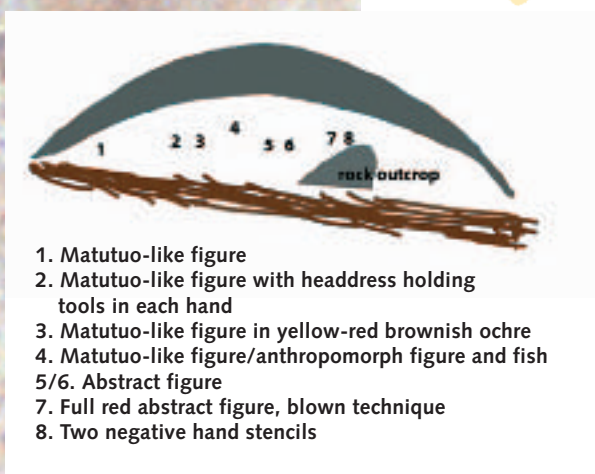 1
2 3
4
5 6
7 8
rock outcrop
1. Matutuo-like figure
2. Matutuo-like figure with headdress holding
tools in each hand
3. Matutuo-like figure in yellow-red brownish ochre
4. Matutuo-like figure/anthropomorph figure and fish
5/6. Abstract figure
7. Full red abstract figure, blown technique
8. Two negative hand stencils